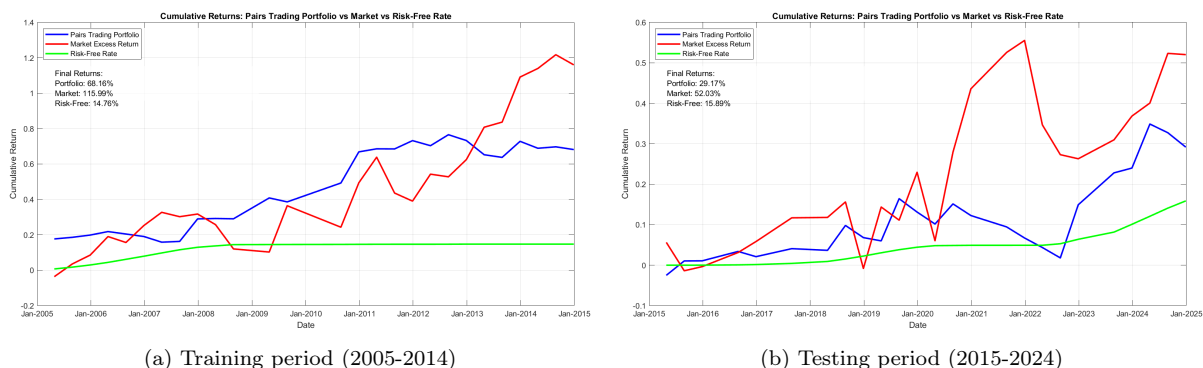 Cumulative Returns: Pairs Trading Portfolio vs Market vs Risk-Free Rate
1.4
1.2
1
0.8
0.6
0.4
0.2
0
-0.2
Cumulative Return
Pairs Trading Portfolio
Market Excess Return
Risk-Free Rate
Final Returns:
Portfolio: 68.16%
Market: 115.99%
Risk-Free: 14.76%
Jan-2005 Jan-2006 Jan-2007 Jan-2008 Jan-2009 Jan-2010 Jan-2011 Jan-2012 Jan-2013 Jan-2014 Jan-2015
Date
(a) Training period (2005-2014)
Cumulative Returns: Pairs Trading Portfolio vs Market vs Risk-Free Rate
0.6
0.5
0.4
0.3
0.2
0.1
0
-0.1
Cumulative Return
Pairs Trading Portfolio
Market Excess Return
Risk-Free Rate
Final Returns:
Portfolio: 29.17%
Market: 52.03%
Risk-Free: 15.89%
Jan-2015 Jan-2016 Jan-2017 Jan-2018 Jan-2019 Jan-2020 Jan-2021 Jan-2022 Jan-2023 Jan-2024 Jan-2025
Date
(b) Testing period (2015-2024)